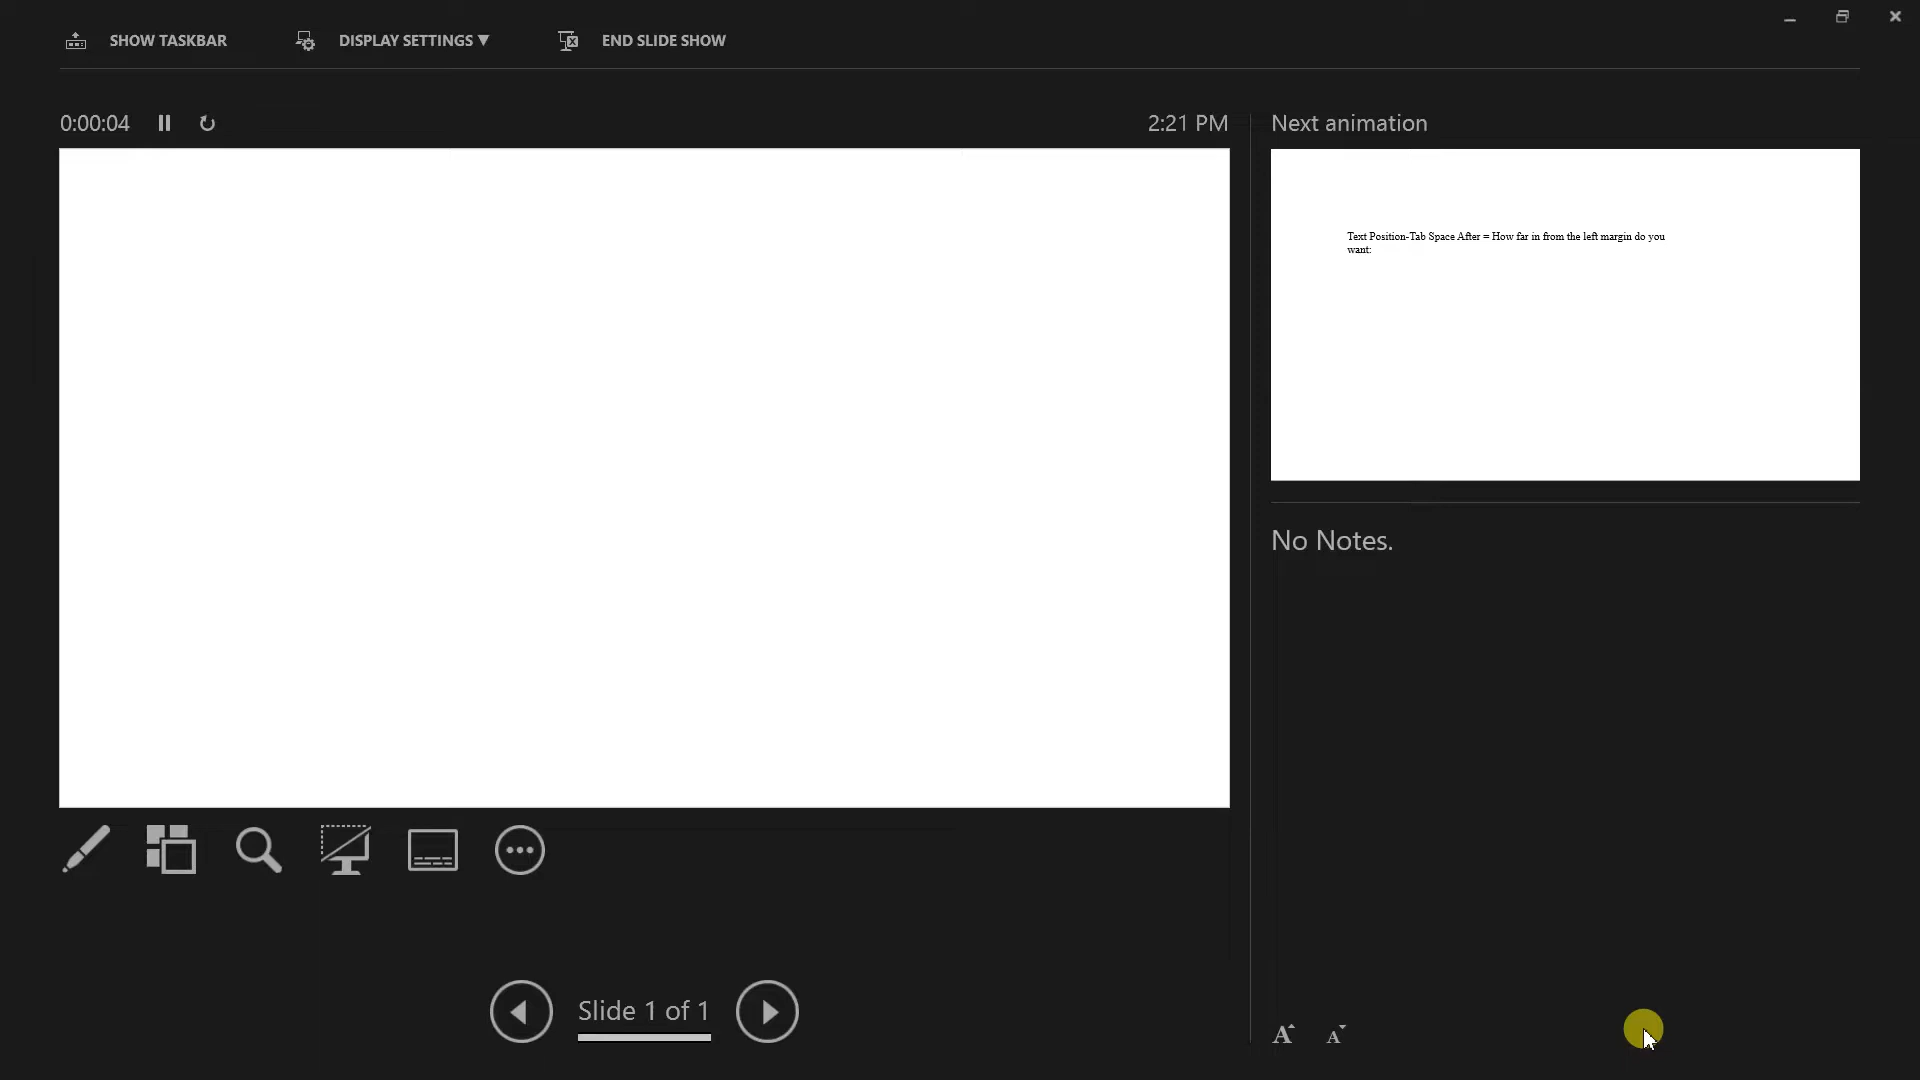 SHOW TASKBAR
DISPLAY SETTINGS ▼
END SLIDE SHOW
0:00:04
2:21 PM
Next animation
Text Position-Tab Space After = How far in from the left margin do you
want:
No Notes.
Slide 1 of 1
A
A